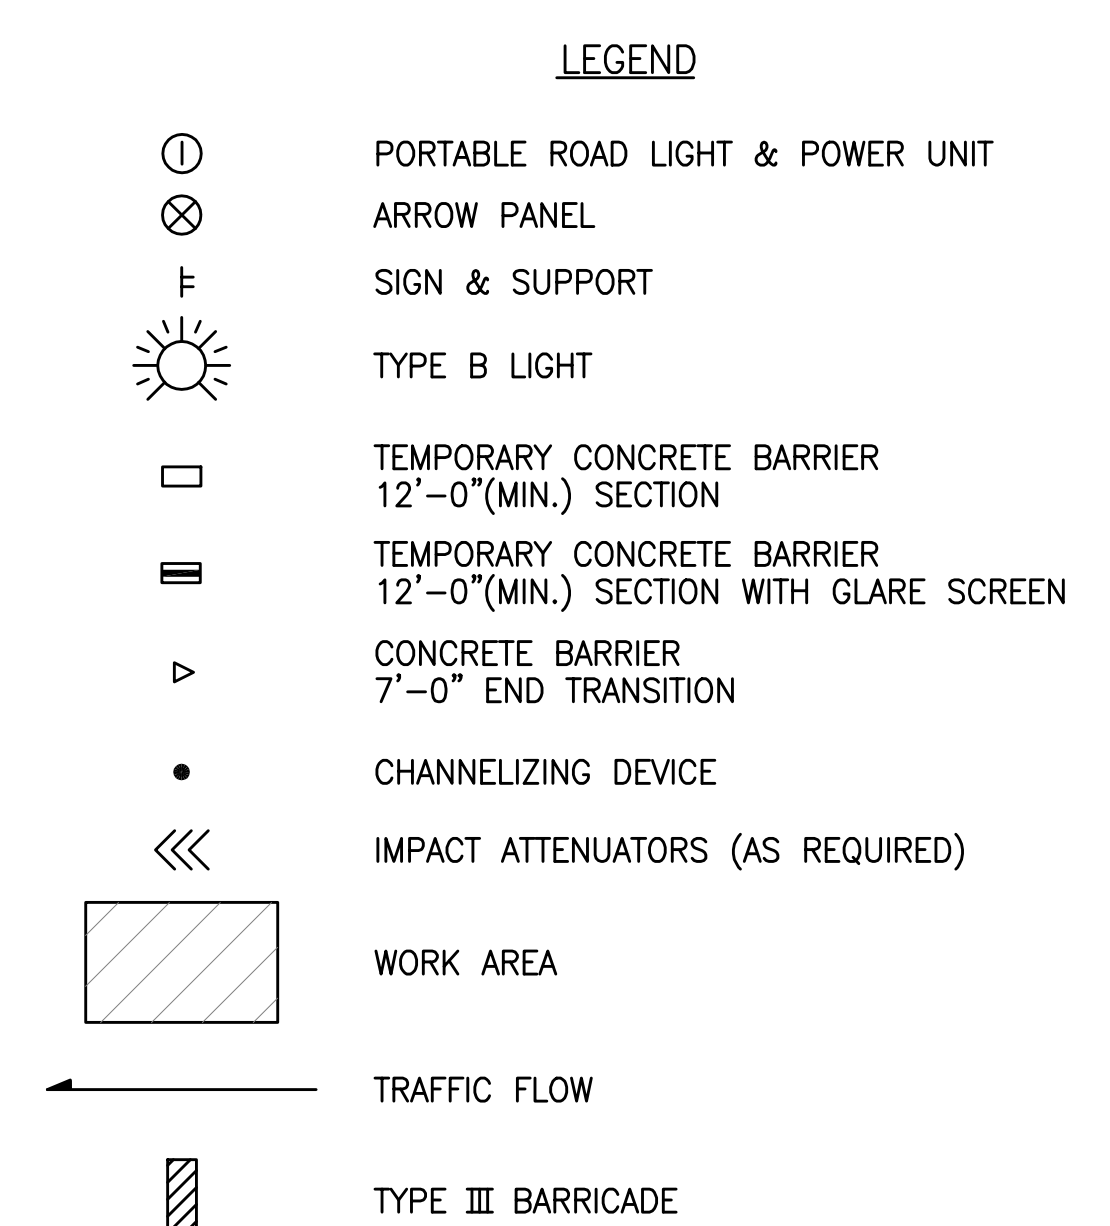 LEGEND
PORTABLE ROAD LIGHT & POWER UNIT
ARROW PANEL
SIGN & SUPPORT
TYPE B LIGHT
TEMPORARY CONCRETE BARRIER
12'-0"(MIN.) SECTION
TEMPORARY CONCRETE BARRIER
12'-0"(MIN.) SECTION WITH GLARE SCREEN
CONCRETE BARRIER
7'-0" END TRANSITION
CHANNELIZING DEVICE
IMPACT ATTENUATORS (AS REQUIRED)
WORK AREA
TRAFFIC FLOW
TYPE III BARRICADE